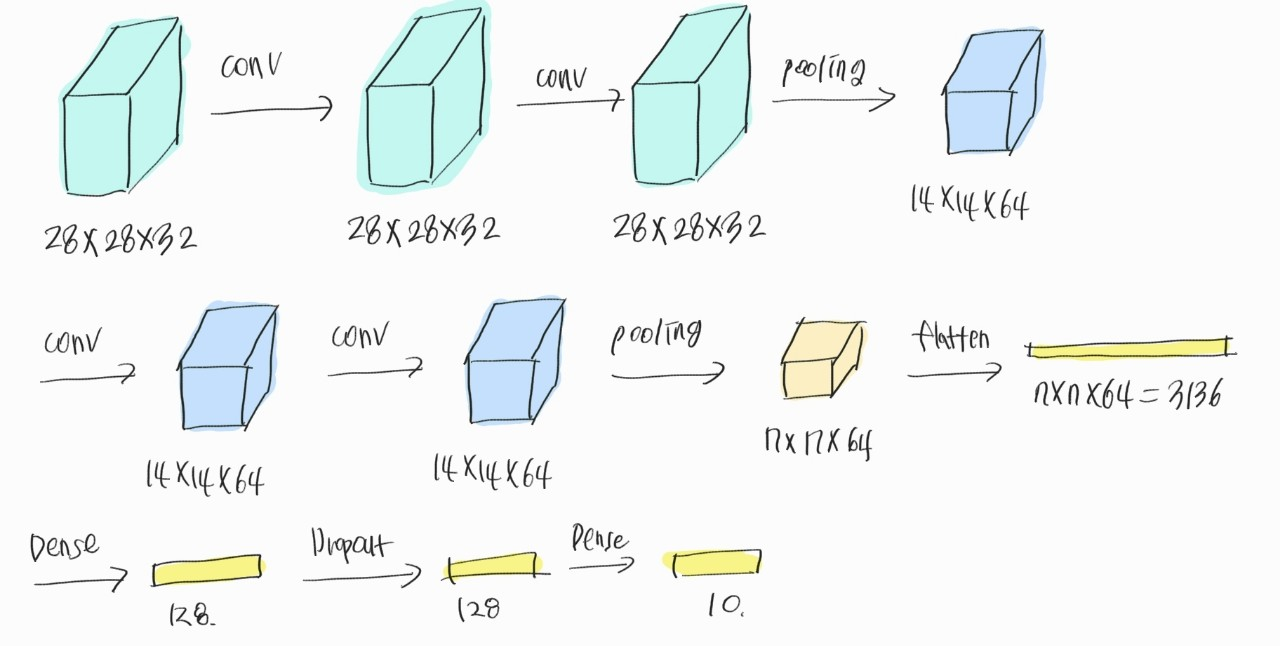 conv
conv
pooling
28X28X32
28X28X32
28X28X32
14X14X64
conv
conv
pooling
flatten
14X14X64
14X14X64
7X7X64
7X7X64=3136
Dense
Dropout
Dense
128.
128
10.